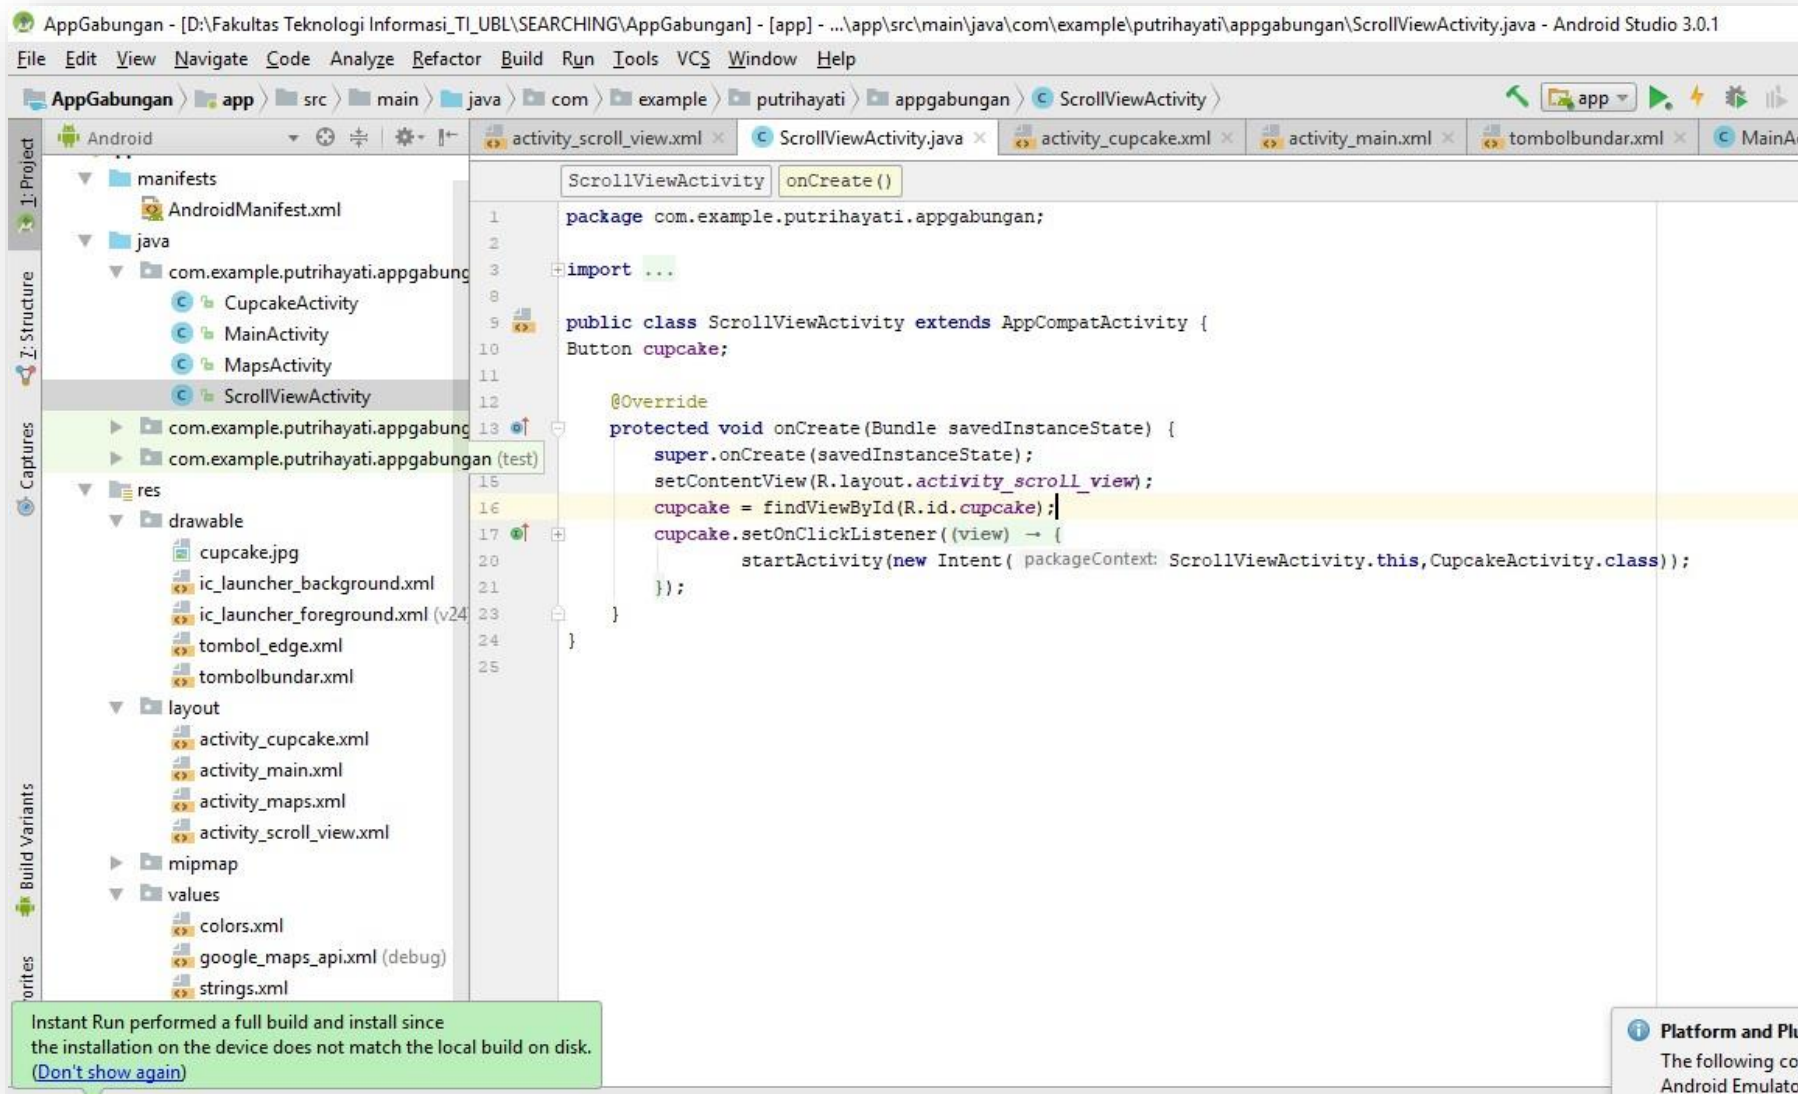 AppGabungan - [D:\Fakultas Teknologi Informasi_TI_UBL\SEARCHING\AppGabungan] - [app] - ...\app\src\main\java\com\example\putrihayati\appgabungan\ScrollViewActivity.java - Android Studio 3.0.1
File Edit View Navigate Code Analyze Refactor Build Run Tools VCS Window Help
AppGabungan app src main java com example putrihayati appgabungan ScrollViewActivity app
Android
activity_scroll_view.xml ScrollViewActivity.java activity_cupcake.xml activity_main.xml tombolbundar.xml
1: Project
7: Structure
Captures
Build Variants
manifests
AndroidManifest.xml
java
com.example.putrihayati.appgabung
CupcakeActivity
MainActivity
MapsActivity
ScrollViewActivity
com.example.putrihayati.appgabung
com.example.putrihayati.appgabungan (test)
res
drawable
cupcake.jpg
ic_launcher_background.xml
ic_launcher_foreground.xml (v24
tombol_edge.xml
tombolbundar.xml
layout
activity_cupcake.xml
activity_main.xml
activity_maps.xml
activity_scroll_view.xml
mipmap
values
colors.xml
google_maps_api.xml (debug)
strings.xml
ScrollViewActivity onCreate()
1 package com.example.putrihayati.appgabungan;
2
3 import ...
8
9 public class ScrollViewActivity extends AppCompatActivity {
10 Button cupcake;
11
12 @Override
13 protected void onCreate(Bundle savedInstanceState) {
super.onCreate(savedInstanceState);
15 setContentView(R.layout.activity_scroll_view);
16 cupcake = findViewById(R.id.cupcake);
17 cupcake.setOnClickListener((view) → {
20 startActivity(new Intent( packageContext: ScrollViewActivity.this,CupcakeActivity.class));
21 });
23 }
24 }
25
Instant Run performed a full build and install since
the installation on the device does not match the local build on disk.
(Don't show again)
Platform and
The following
Android